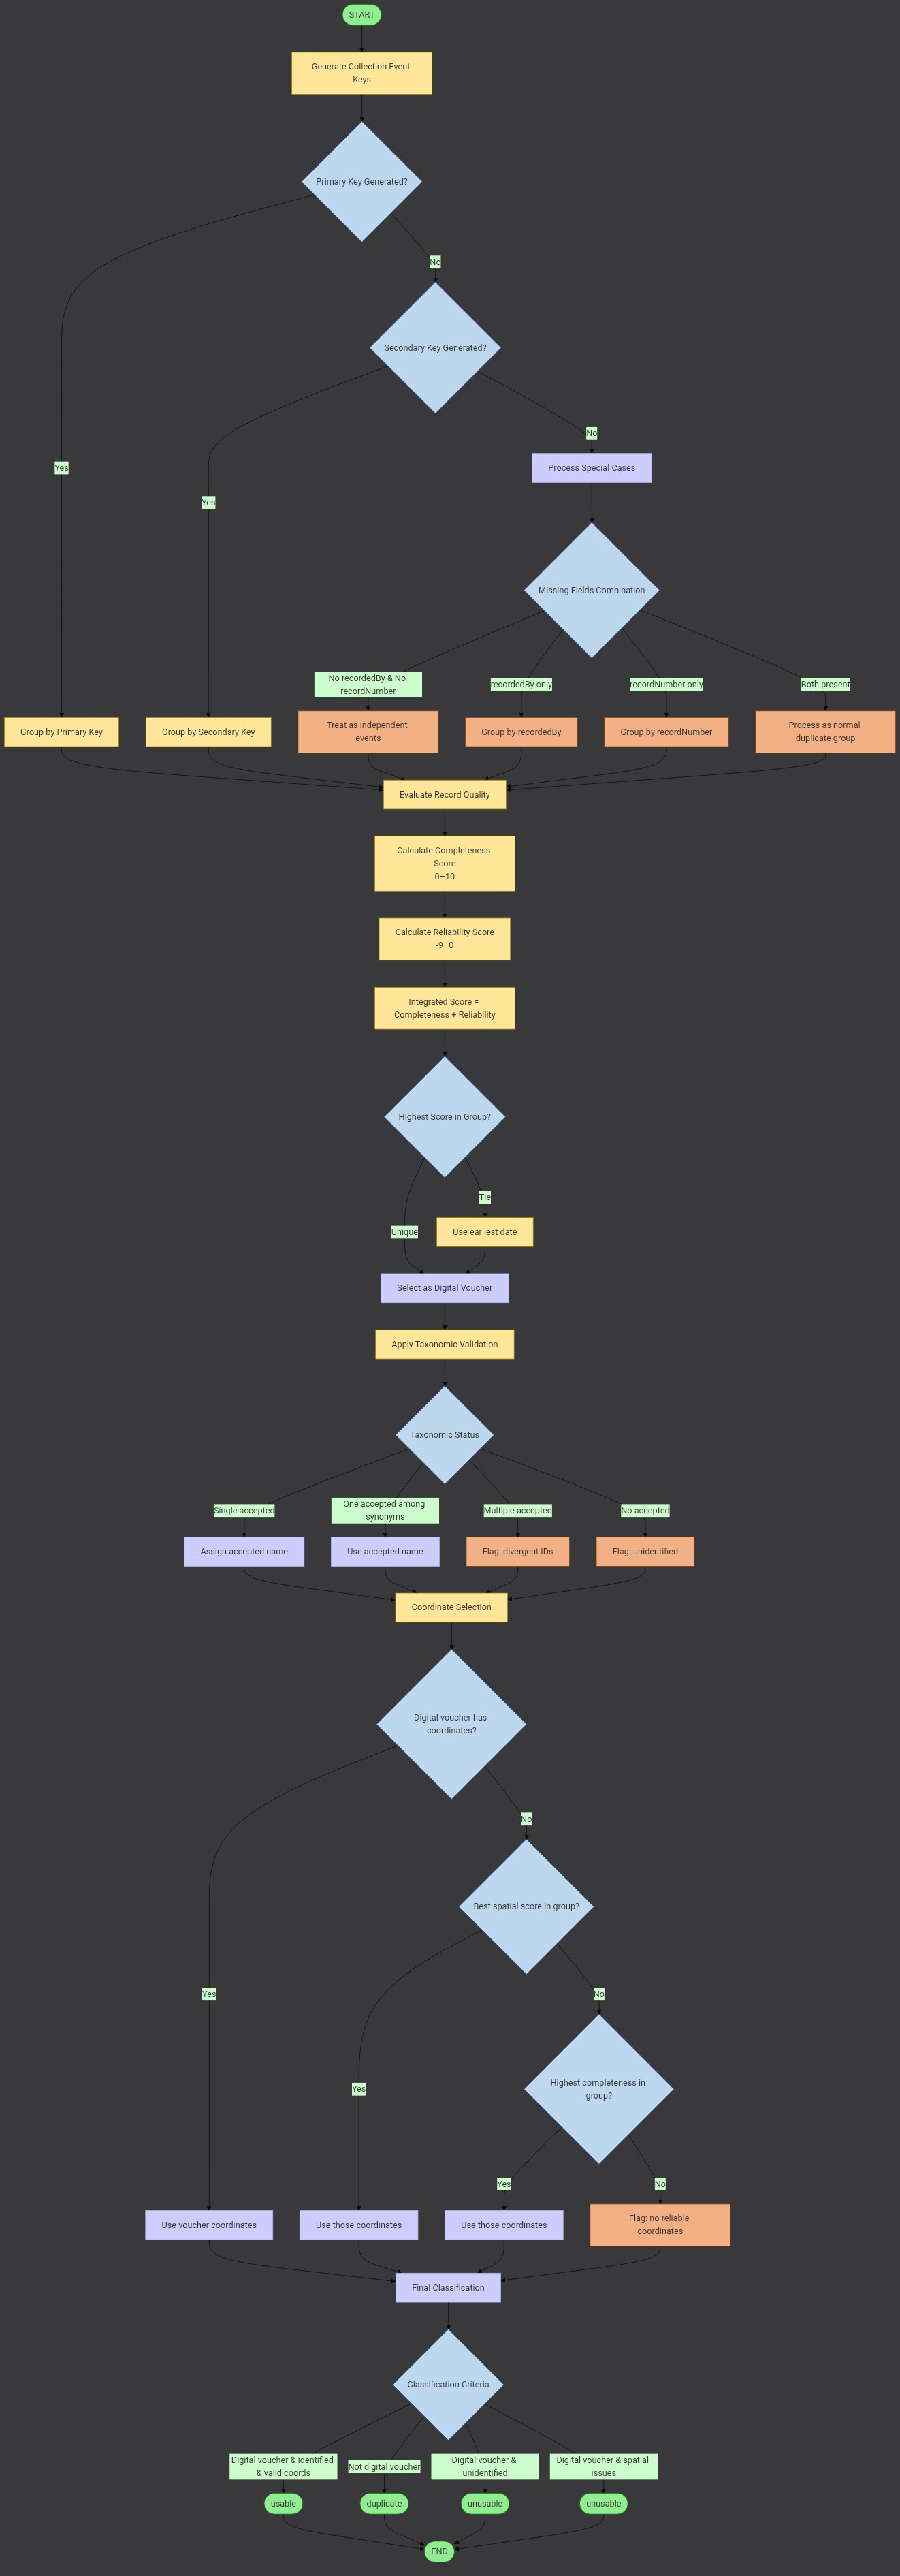 START
Generate Collection Event
Keys
Primary Key Generated?
No
Secondary Key Generated?
No
Yes
Process Special Cases
Yes
Missing Fields Combination
No recordedBy & No
recordNumber
recordedBy only
recordNumber only
Both present
Group by Primary Key
Group by Secondary Key
Treat as independent
events
Group by recordedBy
Group by recordNumber
Process as normal
duplicate group
Evaluate Record Quality
Calculate Completeness
Score
0–10
Calculate Reliability Score
-9–0
Integrated Score =
Completeness + Reliability
Highest Score in Group?
Tie
Unique
Use earliest date
Select as Digital Voucher
Apply Taxonomic Validation
Taxonomic Status
Single accepted
One accepted among
synonyms
Multiple accepted
No accepted
Assign accepted name
Use accepted name
Flag: divergent IDs
Flag: unidentified
Coordinate Selection
Digital voucher has
coordinates?
No
Best spatial score in group?
Yes
No
Highest completeness in
group?
Yes
Yes
No
Use voucher coordinates
Use those coordinates
Use those coordinates
Flag: no reliable
coordinates
Final Classification
Classification Criteria
Digital voucher & identified
& valid coords
Not digital voucher
Digital voucher &
unidentified
Digital voucher & spatial
issues
usable
duplicate
unusable
unusable
END